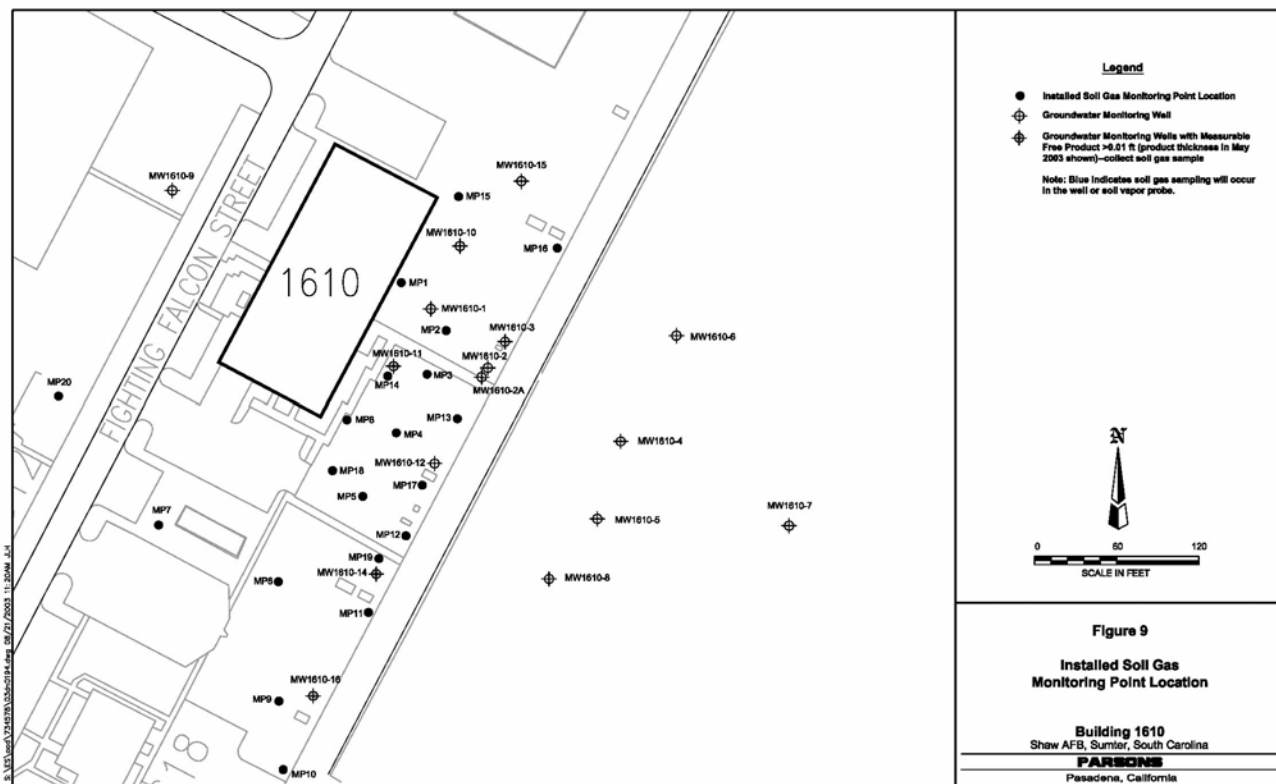 MW1610-9
FIGHTING FALCON STREET
MW1610-15
MP15
MW1610-10
MP16
1610
MP1
MW1610-1
MP2
MW1610-3
MW1610-6
MW1610-2
MW1610-11
MP3
MP14
MW1610-2A
MP20
MP13
MP6
MP4
MW1610-4
MW1610-12
MP18
MP17
MP5
MW1610-5
MW1610-7
MP7
MP12
MP19
MW1610-14
MW1610-8
MP11
MW1610-16
MP9
MP10
Legend
Installed Soil Gas Monitoring Point Location
Groundwater Monitoring Well
Groundwater Monitoring Wells with Measurable
Free Product >0.01 ft (product thickness in May
2003 shown)--collect soil gas sample
Note: Blue indicates soil gas sampling will occur
in the well or soil vapor probe.
N
0 60 120
SCALE IN FEET
Figure 9
Installed Soil Gas
Monitoring Point Location
Building 1610
Shaw AFB, Sumter, South Carolina
PARSONS
Pasadena, California